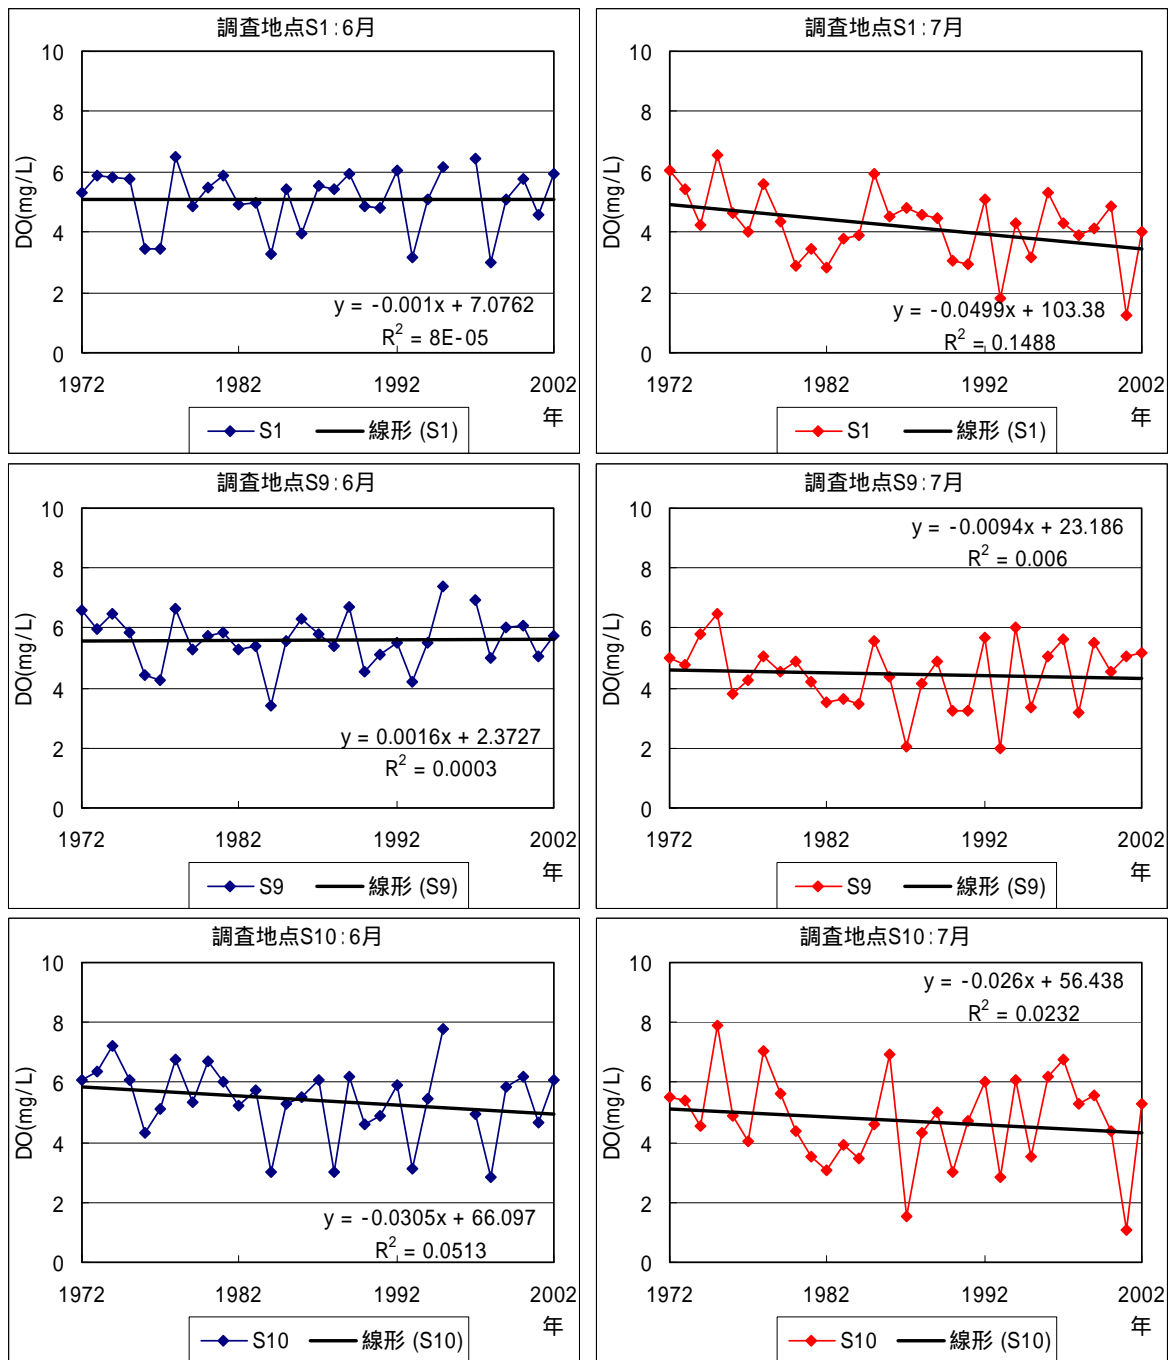 調査地点S1:6月
10
8
6
4
2
0
DO(mg/L)
y = -0.001x + 7.0762
R² = 8E-05
1972 1982 1992 2002
年
S1 線形 (S1)
調査地点S1:7月
10
8
6
4
2
0
DO(mg/L)
y = -0.0499x + 103.38
R² = 0.1488
1972 1982 1992 2002
年
S1 線形 (S1)
調査地点S9:6月
10
8
6
4
2
0
DO(mg/L)
y = 0.0016x + 2.3727
R² = 0.0003
1972 1982 1992 2002
年
S9 線形 (S9)
調査地点S9:7月
10
8
6
4
2
0
DO(mg/L)
y = -0.0094x + 23.186
R² = 0.006
1972 1982 1992 2002
年
S9 線形 (S9)
調査地点S10:6月
10
8
6
4
2
0
DO(mg/L)
y = -0.0305x + 66.097
R² = 0.0513
1972 1982 1992 2002
年
S10 線形 (S10)
調査地点S10:7月
10
8
6
4
2
0
DO(mg/L)
y = -0.026x + 56.438
R² = 0.0232
1972 1982 1992 2002
年
S10 線形 (S10)